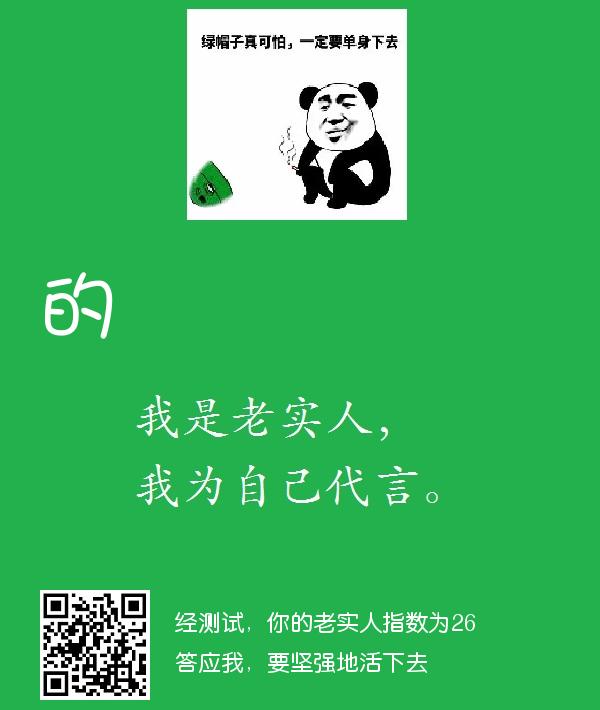 绿帽子真可怕，一定要单身下去
的
我是老实人，
我为自己代言。
经测试，你的老实人指数为26
答应我，要坚强地活下去